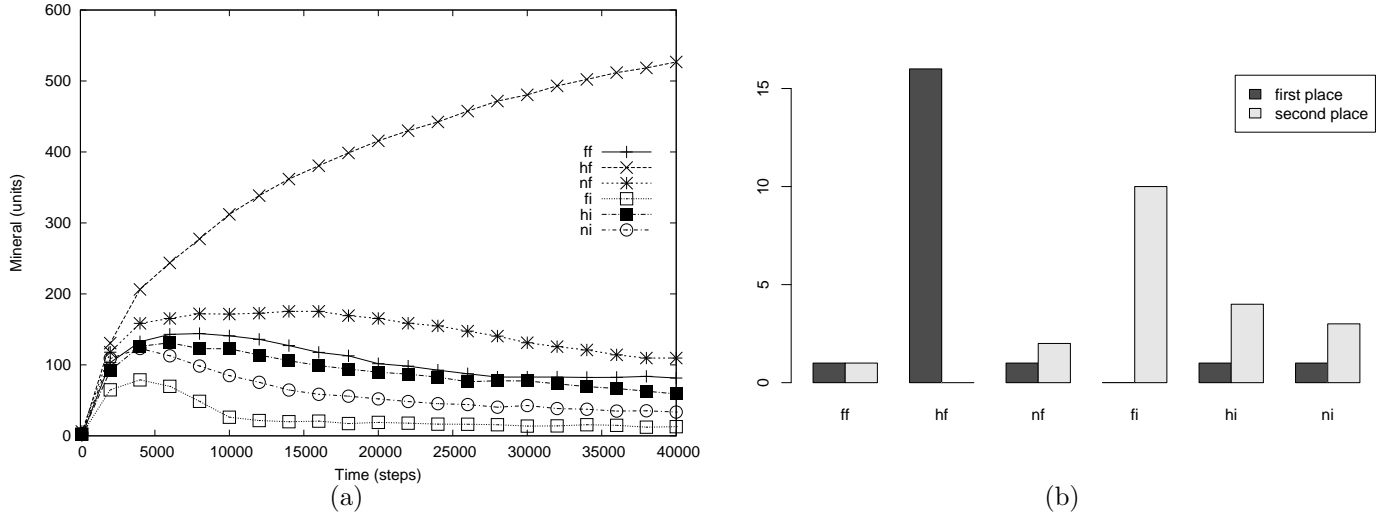 600
500
400
300
200
100
0
Mineral (units)
0 5000 10000 15000 20000 25000 30000 35000 40000
Time (steps)
ff
hf
nf
fi
hi
ni
(a)
15
10
5
0
first place
second place
ff hf nf fi hi ni
(b)